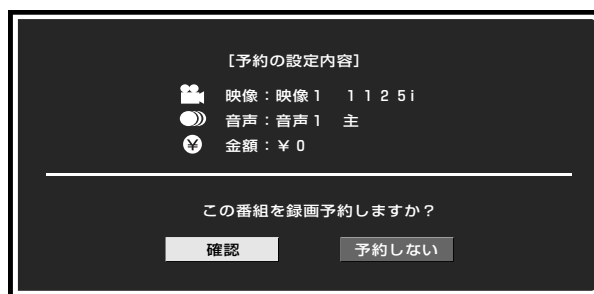 ［予約の設定内容］
映像：映像１　１１２５i
音声：音声１　主
¥ 金額：￥０
この番組を録画予約しますか？
確認　予約しない